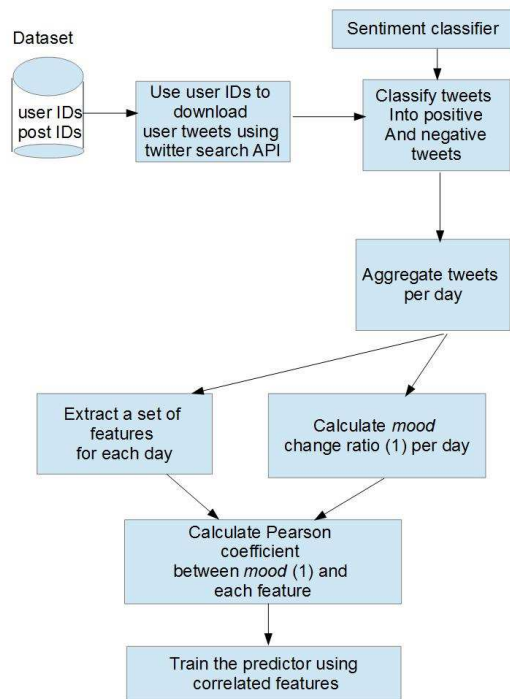 Dataset
user IDs
post IDs
Use user IDs to
download
user tweets using
twitter search API
Sentiment classifier
Classify tweets
Into positive
And negative
tweets
Aggregate tweets
per day
Extract a set of
features
for each day
Calculate mood
change ratio (1) per day
Calculate Pearson
coefficient
between mood (1) and
each feature
Train the predictor using
correlated features